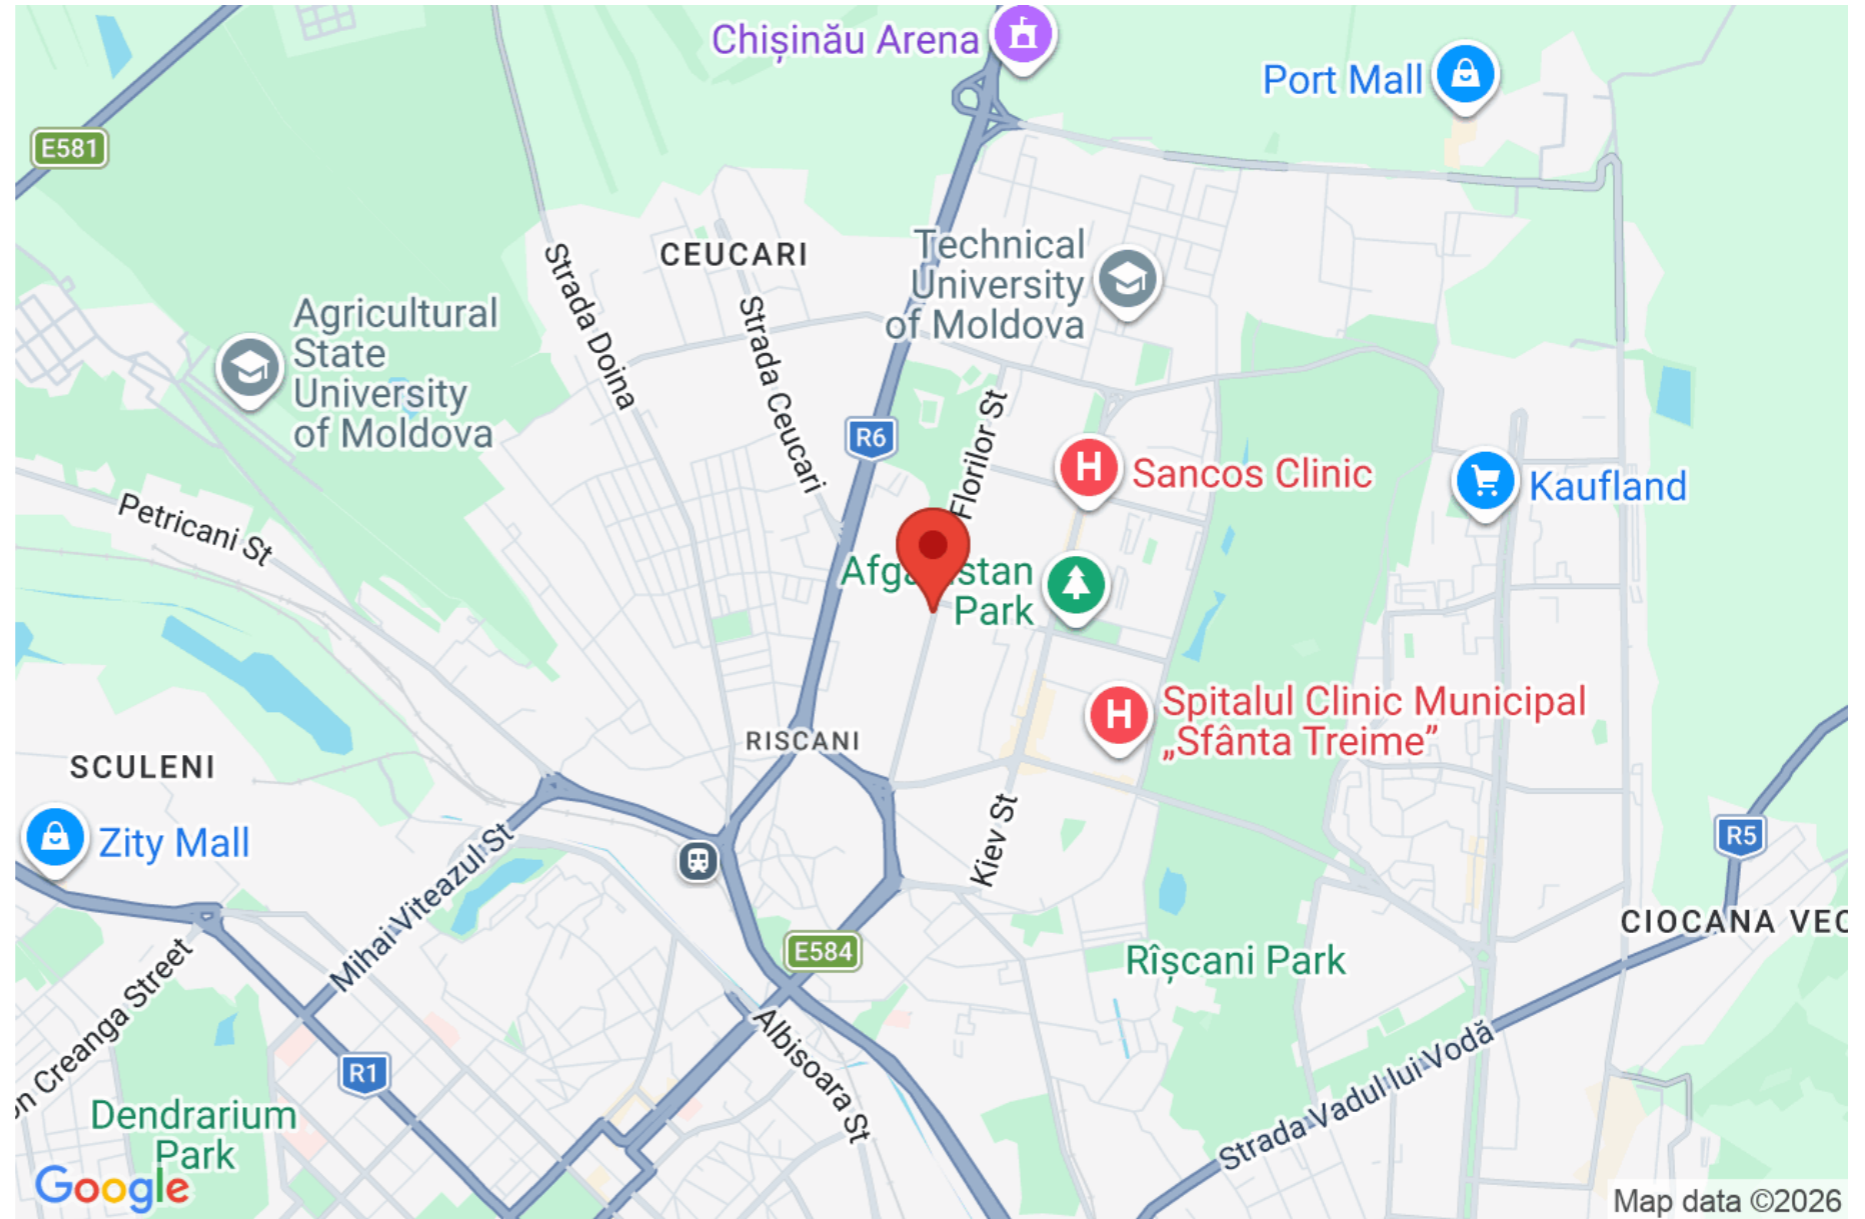 Chișinău Arena
Port Mall
E581
CEUCARI
Technical
University
of Moldova
Strada Doina
Agricultural
State
University
of Moldova
Strada Ceucari
R6
Florilor St
Sancos Clinic
Kaufland
Petricani St
Park
Spitalul Clinic Municipal
„Sfânta Treime”
RISCANI
SCULENI
Zity Mall
Mihai Viteazul St
Kiev St
R5
CIOCANA VEC
E584
Rîșcani Park
on Creanga Street
R1
Albisoara St
Strada Vadul lui Vodă
Dendrarium
Park
Google
Map data ©2026